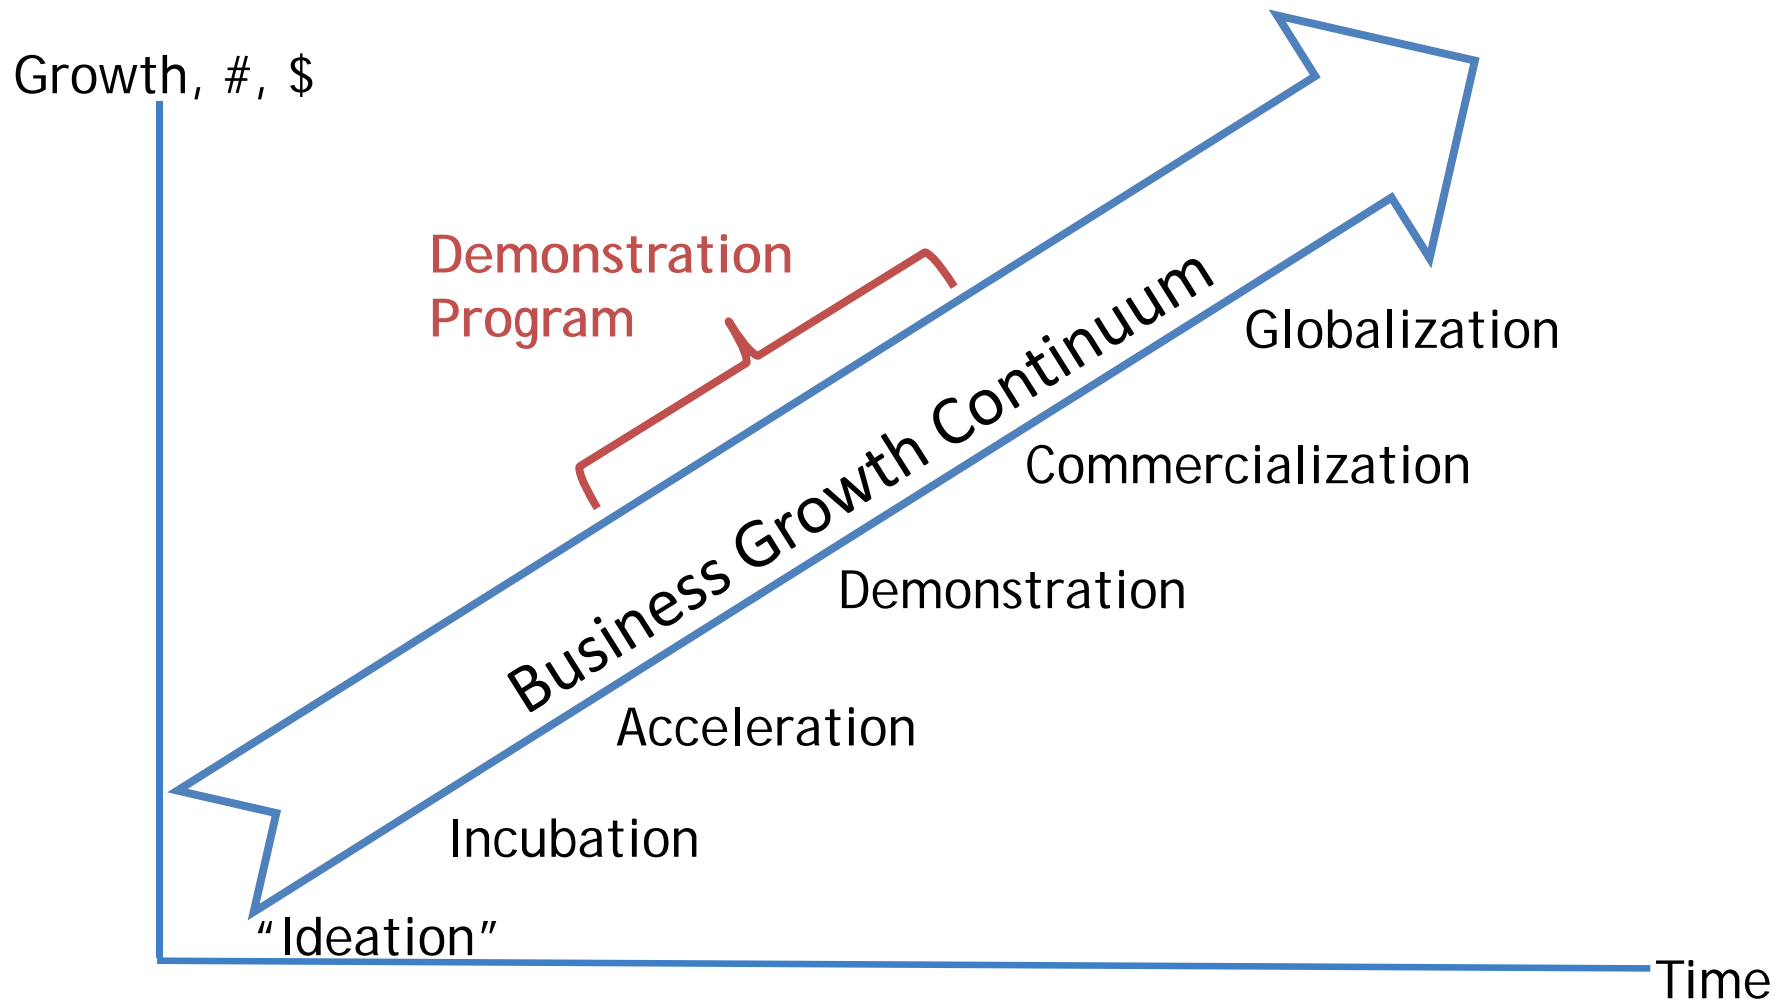 Growth, #, $
Demonstration
Program
Business Growth Continuum
Globalization
Commercialization
Demonstration
Acceleration
Incubation
“Ideation”
Time